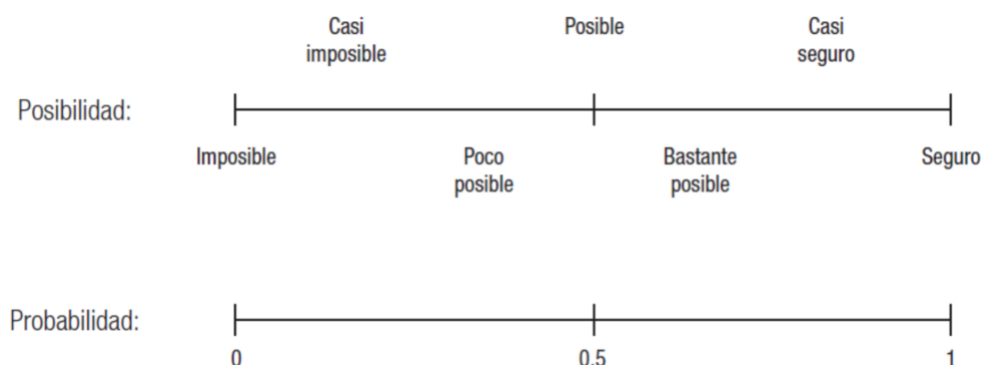 Casi
imposible
Posible
Casi
seguro
Posibilidad:
Imposible
Poco
posible
Bastante
posible
Seguro
Probabilidad:
0
0.5
1